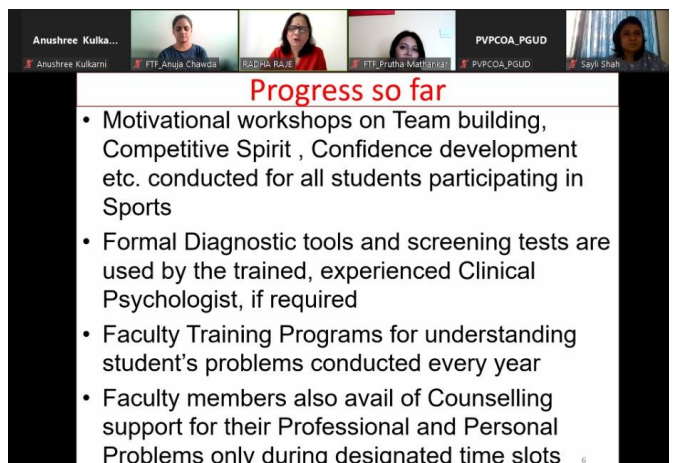 Anushree Kulka...
PVPCOA_PGUD
Anushree Kulkarni
FTF_Anuja Chawda
RADHA RAJE
FTF_Prutha Mathankar
PVPCOA_PGUD
Sayli Shah
Progress so far
• Motivational workshops on Team building,
Competitive Spirit , Confidence development
etc. conducted for all students participating in
Sports
• Formal Diagnostic tools and screening tests are
used by the trained, experienced Clinical
Psychologist, if required
• Faculty Training Programs for understanding
student’s problems conducted every year
• Faculty members also avail of Counselling
support for their Professional and Personal
Problems only during designated time slots
6